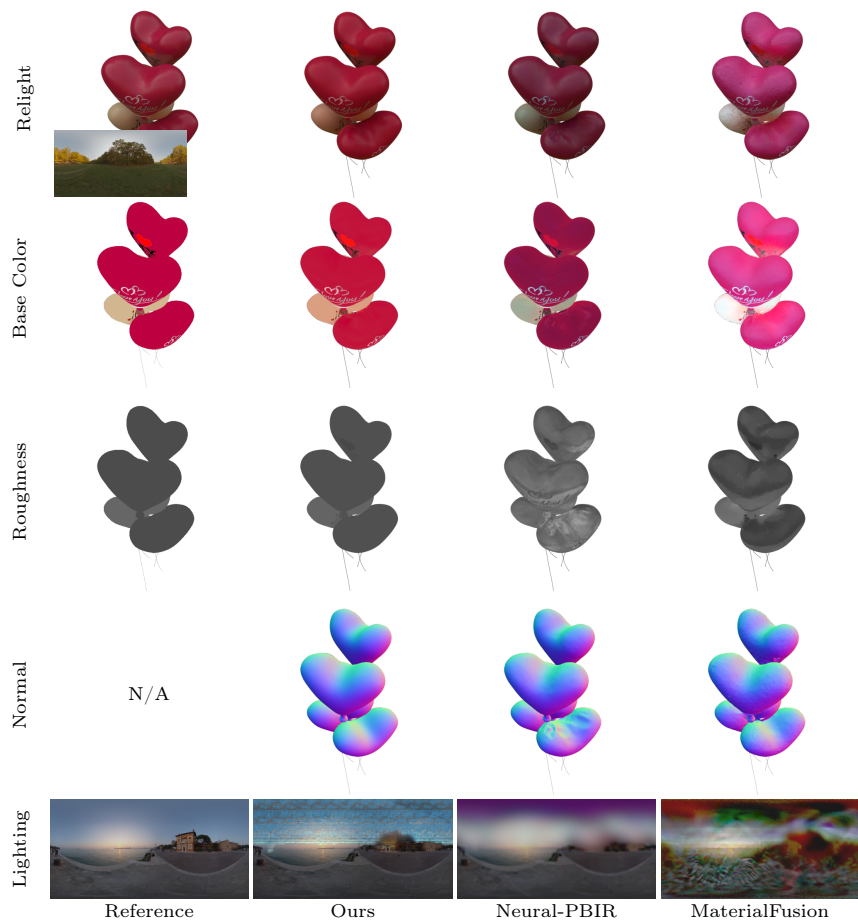 Relight
Base Color
Roughness
Normal
N/A
Lighting
Reference
Ours
Neural-PBIR
MaterialFusion